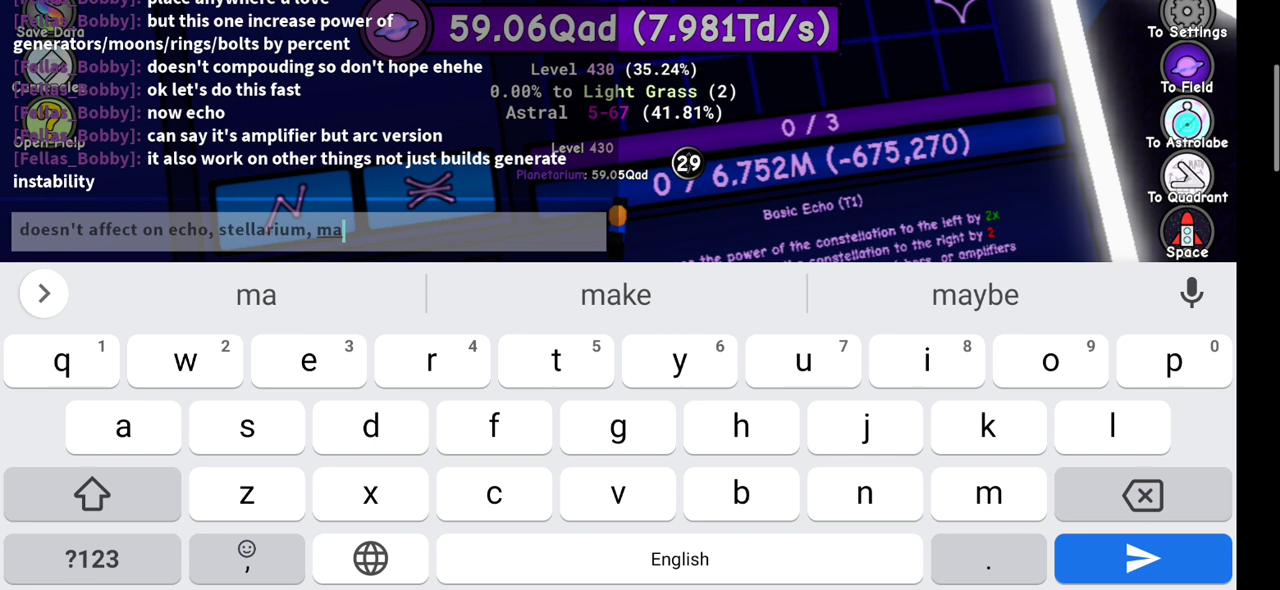 place anywhere a love
[Fellas_Bobby]: but this one increase power of
generators/moons/rings/bolts by percent
[Fellas_Bobby]: doesn't compouding so don't hope ehehe
[Fellas_Bobby]: ok let's do this fast
[Fellas_Bobby]: now echo
[Fellas_Bobby]: can say it's amplifier but arc version
[Fellas_Bobby]: it also work on other things not just builds generate
instability
doesn't affect on echo, stellarium, ma
Save Data
Open Help
59.06Qad (7.981Td/s)
Level 430 (35.24%)
0.00% to Light Grass (2)
Astral 5-67 (41.81%)
Level 430
Planetarium: 59.05Qad
29
0 / 3
0 / 6.752M (-675,270)
Basic Echo (T1)
the power of the constellation to the left by 2x
the constellation to the right by 2
or amplifiers
To Settings
To Field
To Astrolabe
To Quadrant
Space
ma
make
maybe
q 1 w 2 e 3 r 4 t 5 y 6 u 7 i 8 o 9 p 0
a s d f g h j k l
z x c v b n m
?123 , English .